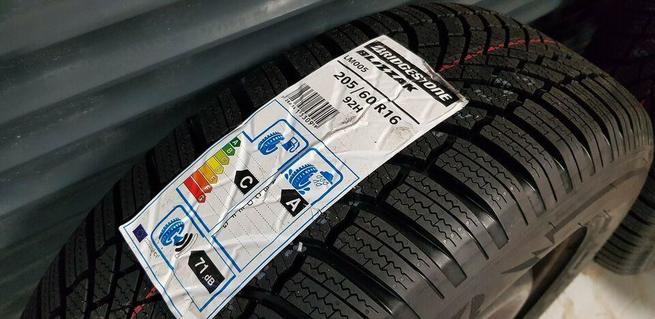 BRIDGESTONE
BLIZZAK
LM005
205/60 R16
92H
C
A
71 dB